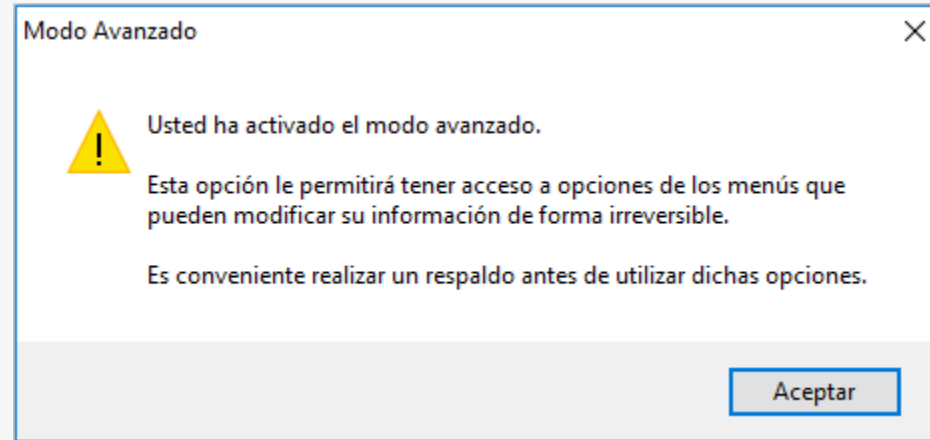 Modo Avanzado
Usted ha activado el modo avanzado.
Esta opción le permitirá tener acceso a opciones de los menús que
pueden modificar su información de forma irreversible.
Es conveniente realizar un respaldo antes de utilizar dichas opciones.
Aceptar